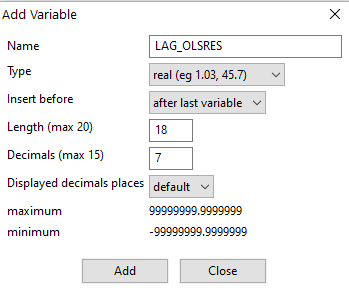 Add Variable
Name LAG_OLSRES
Type real (eg 1.03, 45.7)
Insert before after last variable
Length (max 20) 18
Decimals (max 15) 7
Displayed decimals places default
maximum 99999999.9999999
minimum -99999999.9999999
Add Close